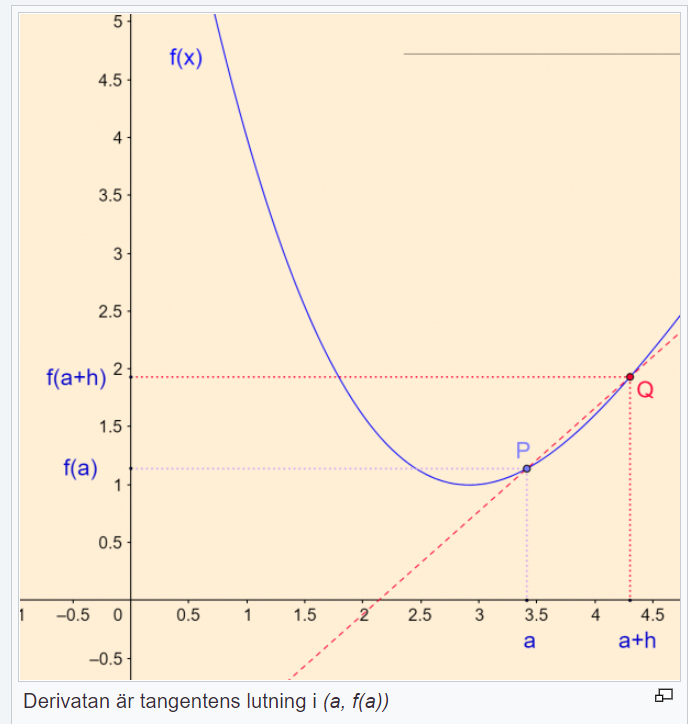 5
f(x)
4.5
4
3.5
3
2.5
f(a+h) 2
Q
1.5
P
f(a)
1
0.5
1 −0.5 0 0.5 1 1.5 2 2.5 3 3.5 4 4.5
a a+h
−0.5
Derivatan är tangentens lutning i (a, f(a))